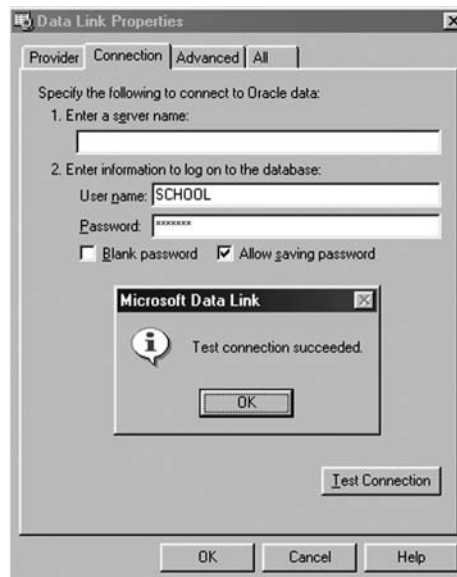 Data Link Properties
Provider Connection Advanced All
Specify the following to connect to Oracle data:
1. Enter a server name:
2. Enter information to log on to the database:
User name: SCHOOL
Password: *******
Blank password Allow saving password
Microsoft Data Link
Test connection succeeded.
OK
Test Connection
OK Cancel Help